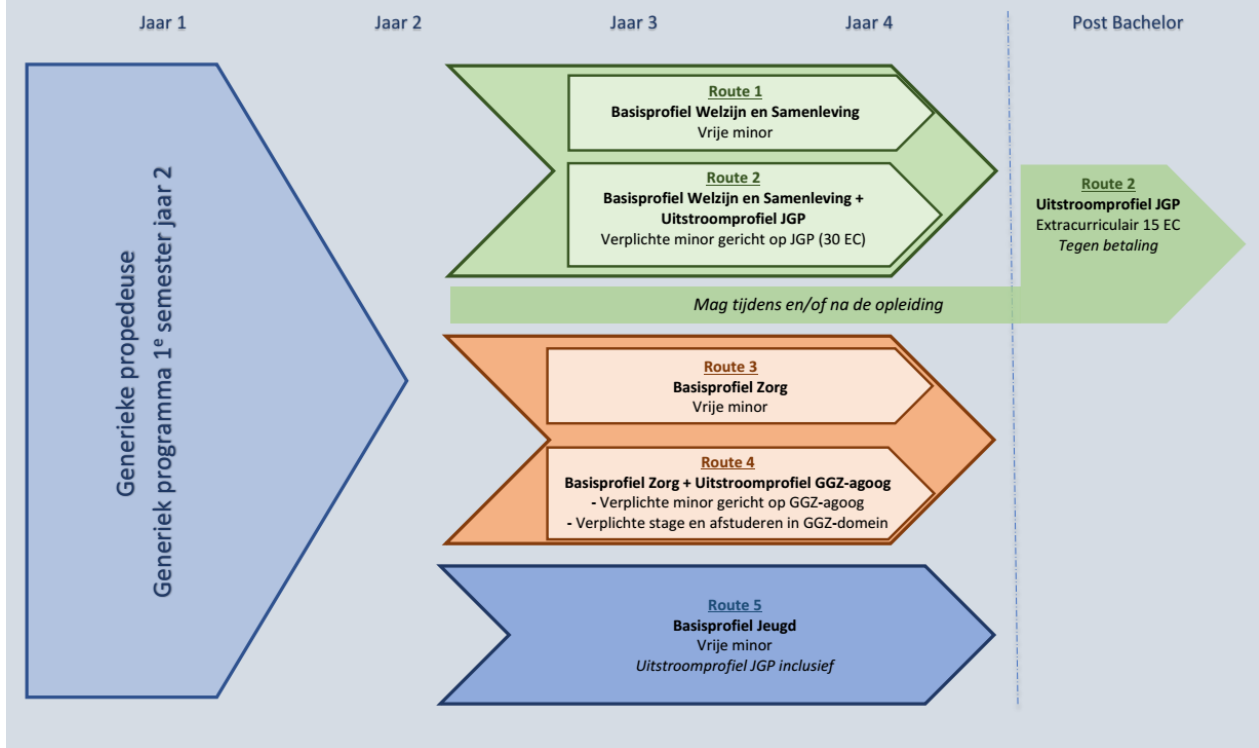 Jaar 1
Jaar 2
Jaar 3
Jaar 4
Post Bachelor
Generieke propedeuse
Generiek programma 1e semester jaar 2
Route 1
Basisprofiel Welzijn en Samenleving
Vrije minor
Route 2
Basisprofiel Welzijn en Samenleving +
Uitstroomprofiel JGP
Verplichte minor gericht op JGP (30 EC)
Route 2
Uitstroomprofiel JGP
Extracurriculair 15 EC
Tegen betaling
Mag tijdens en/of na de opleiding
Route 3
Basisprofiel Zorg
Vrije minor
Route 4
Basisprofiel Zorg + Uitstroomprofiel GGZ-agoog
- Verplichte minor gericht op GGZ-agoog
- Verplichte stage en afstuderen in GGZ-domein
Route 5
Basisprofiel Jeugd
Vrije minor
Uitstroomprofiel JGP inclusief